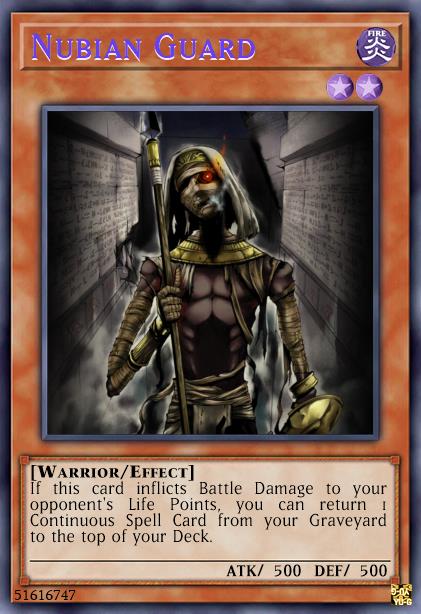 NUBIAN GUARD
FIRE
炎
[WARRIOR/EFFECT]
If this card inflicts Battle Damage to your
opponent's Life Points, you can return 1
Continuous Spell Card from your Graveyard
to the top of your Deck.
ATK/ 500 DEF/ 500
51616747